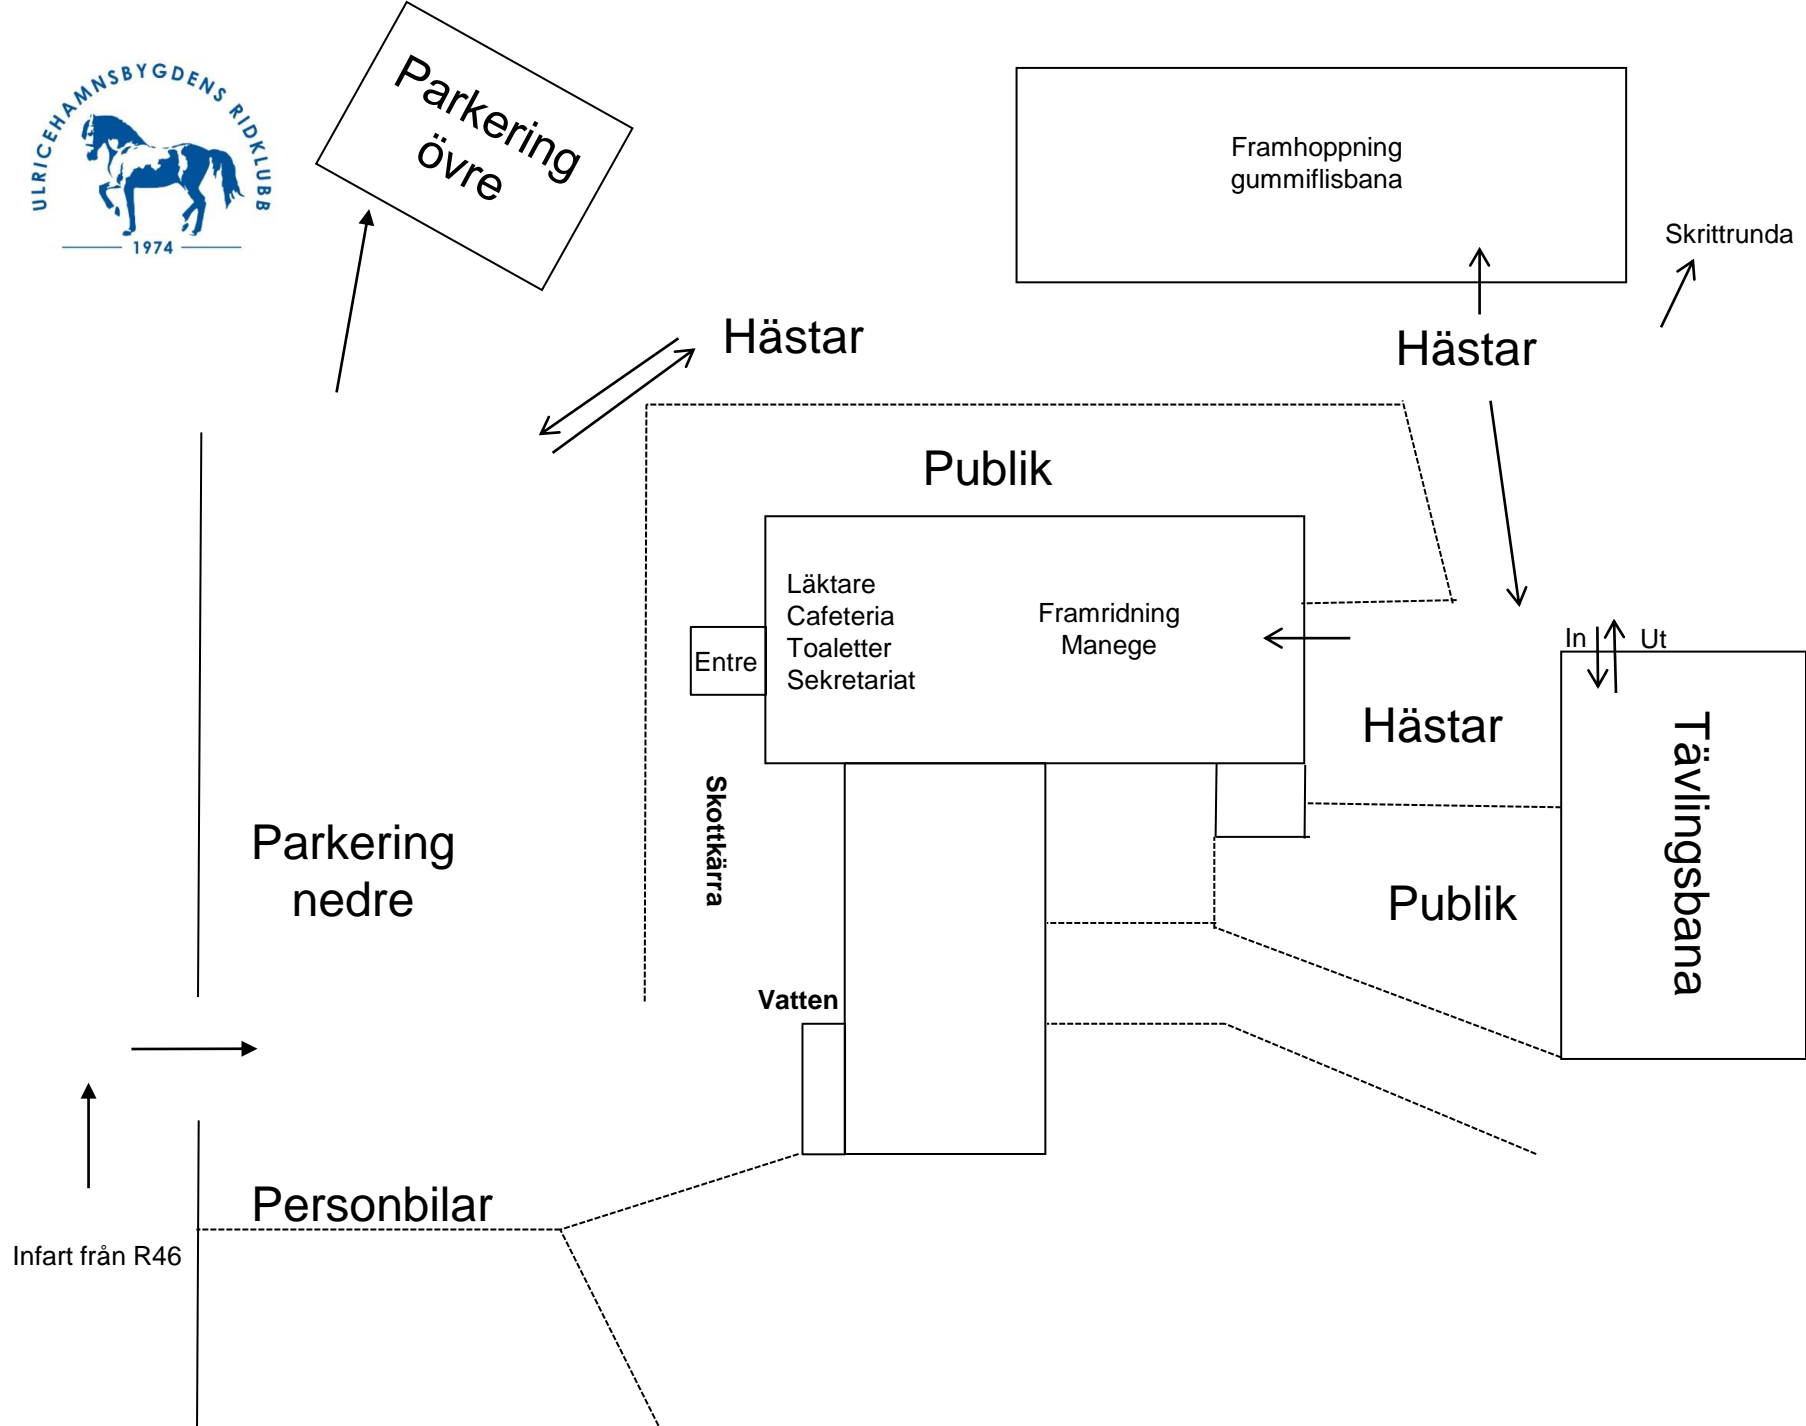 ULRICEHAMNSBYGDENS RIDKLUBB
1974
Parkering
övre
Framhoppning
gummiflisbana
Skrittrunda
Hästar
Hästar
Publik
Läktare
Cafeteria
Toaletter
Sekretariat
Framridning
Manege
Entre
In
Ut
Hästar
Tävlingsbana
Skottkärra
Parkering
nedre
Publik
Vatten
Personbilar
Infart från R46